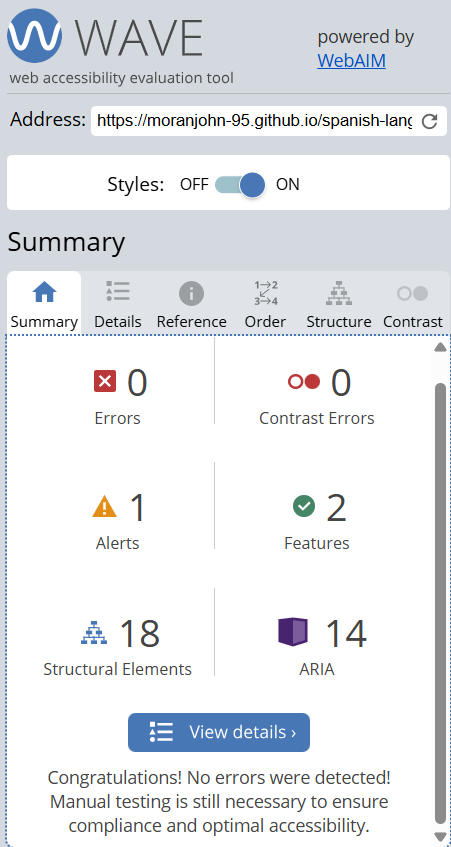 WAVE
web accessibility evaluation tool
powered by
WebAIM
Address: https://moranjohn-95.github.io/spanish-lang
Styles: OFF ON
Summary
Summary Details Reference Order Structure Contrast
1 2
3 4
0 0
Errors Contrast Errors
1 2
Alerts Features
18 14
Structural Elements ARIA
View details ›
Congratulations! No errors were detected!
Manual testing is still necessary to ensure
compliance and optimal accessibility.